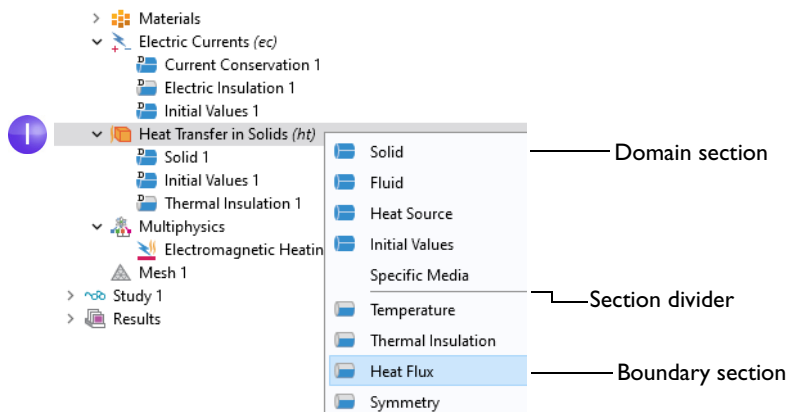 Materials
Electric Currents (ec)
Current Conservation 1
Electric Insulation 1
Initial Values 1
1
Heat Transfer in Solids (ht)
Solid 1
Initial Values 1
Thermal Insulation 1
Multiphysics
Electromagnetic Heatin
Mesh 1
Study 1
Results
Solid
Fluid
Heat Source
Initial Values
Specific Media
Temperature
Thermal Insulation
Heat Flux
Symmetry
Domain section
Section divider
Boundary section